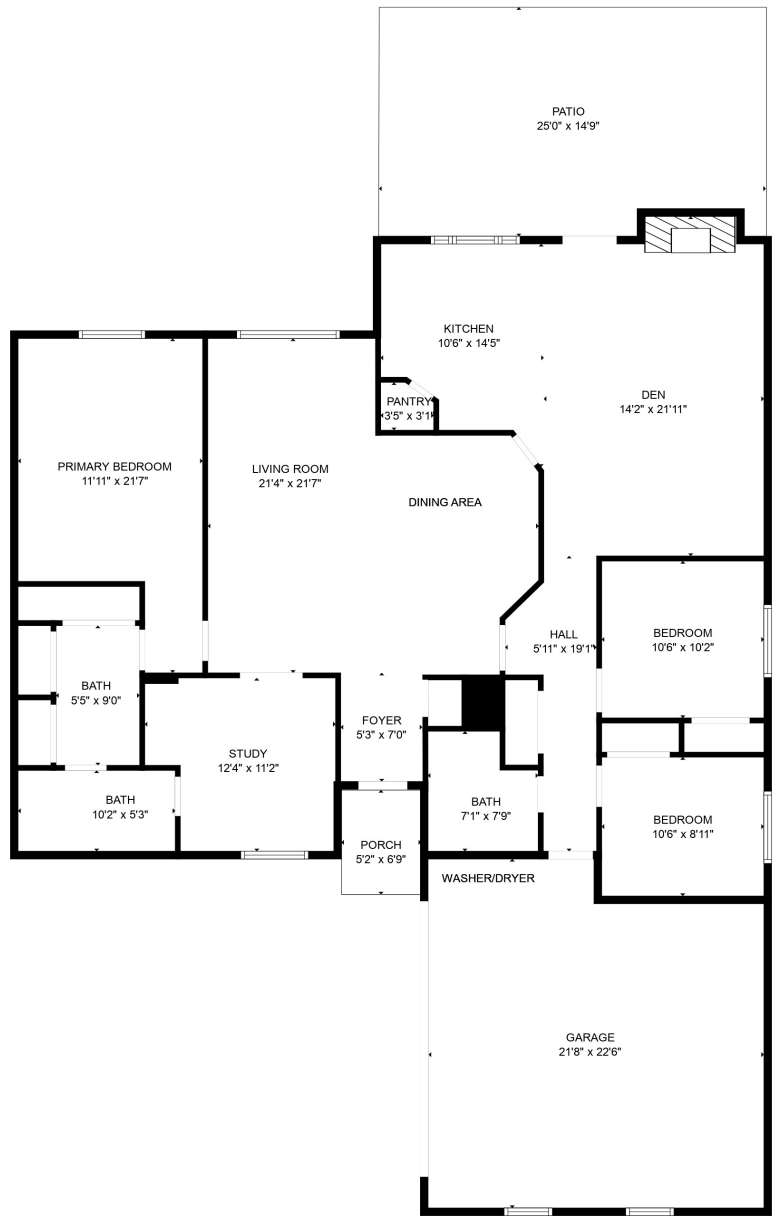 PATIO
25'0" x 14'9"
KITCHEN
10'6" x 14'5"
PANTRY
3'5" x 3'1
DEN
14'2" x 21'11"
PRIMARY BEDROOM
11'11" x 21'7"
LIVING ROOM
21'4" x 21'7"
DINING AREA
HALL
5'11" x 19'1"
BEDROOM
10'6" x 10'2"
BATH
5'5" x 9'0"
FOYER
5'3" x 7'0"
STUDY
12'4" x 11'2"
BATH
10'2" x 5'3"
BATH
7'1" x 7'9"
PORCH
5'2" x 6'9"
BEDROOM
10'6" x 8'11"
WASHER/DRYER
GARAGE
21'8" x 22'6"